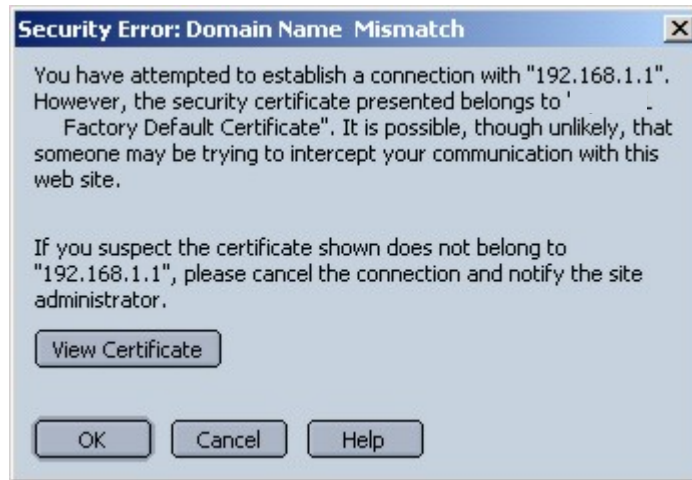 Security Error: Domain Name Mismatch
You have attempted to establish a connection with "192.168.1.1".
However, the security certificate presented belongs to '
Factory Default Certificate". It is possible, though unlikely, that
someone may be trying to intercept your communication with this
web site.
If you suspect the certificate shown does not belong to
"192.168.1.1", please cancel the connection and notify the site
administrator.
View Certificate
OK Cancel Help